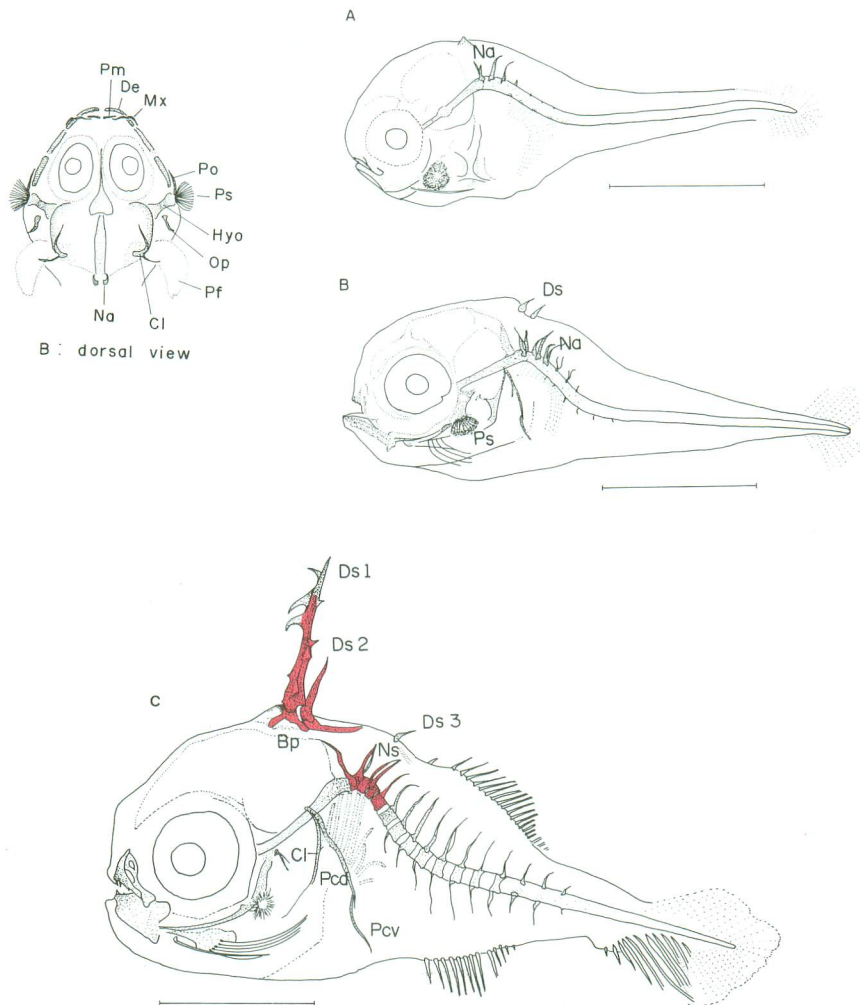 A
Na
Pm
De
Mx
Po
Ps
Hyo
Op
Pf
Cl
Na
B : dorsal view
B
Ds
Na
Ps
C
Ds 1
Ds 2
Ds 3
Bp
Ns
Cl
Pcd
Pcv